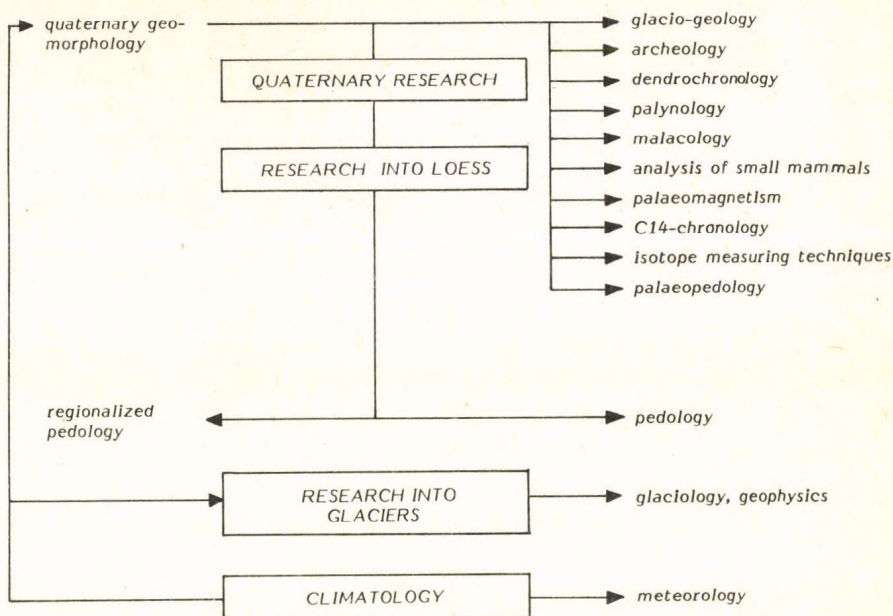 quaternary geo-
morphology
glacio-geology
archeology
QUATERNARY RESEARCH
dendrochronology
palynology
malacology
RESEARCH INTO LOESS
analysis of small mammals
palaeomagnetism
C14-chronology
isotope measuring techniques
palaeopedology
regionalized
pedology
pedology
RESEARCH INTO
GLACIERS
glaciology, geophysics
CLIMATOLOGY
meteorology